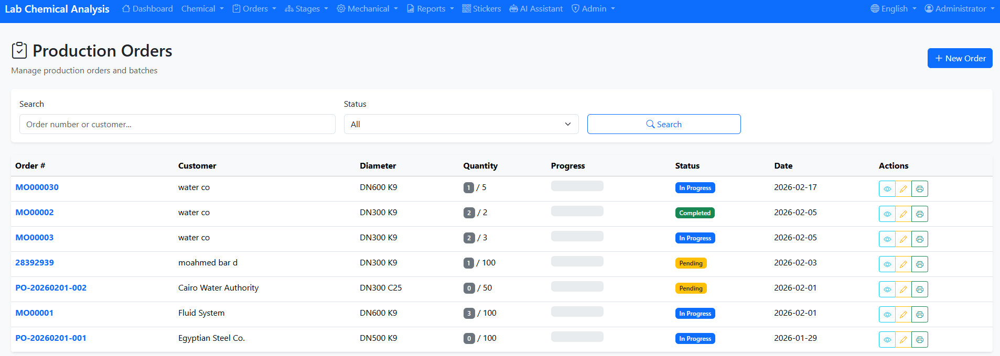 Lab Chemical Analysis Dashboard Chemical Orders Stages Mechanical Reports Stickers AI Assistant Admin English Administrator
Production Orders
Manage production orders and batches
+ New Order
Search Status
Order number or customer... All Search
Order # Customer Diameter Quantity Progress Status Date Actions
MO000030 water co DN600 K9 1 / 5 In Progress 2026-02-17
MO00002 water co DN300 K9 2 / 2 Completed 2026-02-05
MO00003 water co DN300 K9 2 / 3 In Progress 2026-02-05
28392939 moahmed bar d DN300 K9 1 / 100 Pending 2026-02-03
PO-20260201-002 Cairo Water Authority DN300 C25 0 / 50 Pending 2026-02-01
MO00001 Fluid System DN600 K9 3 / 100 In Progress 2026-02-01
PO-20260201-001 Egyptian Steel Co. DN500 K9 0 / 100 In Progress 2026-01-29